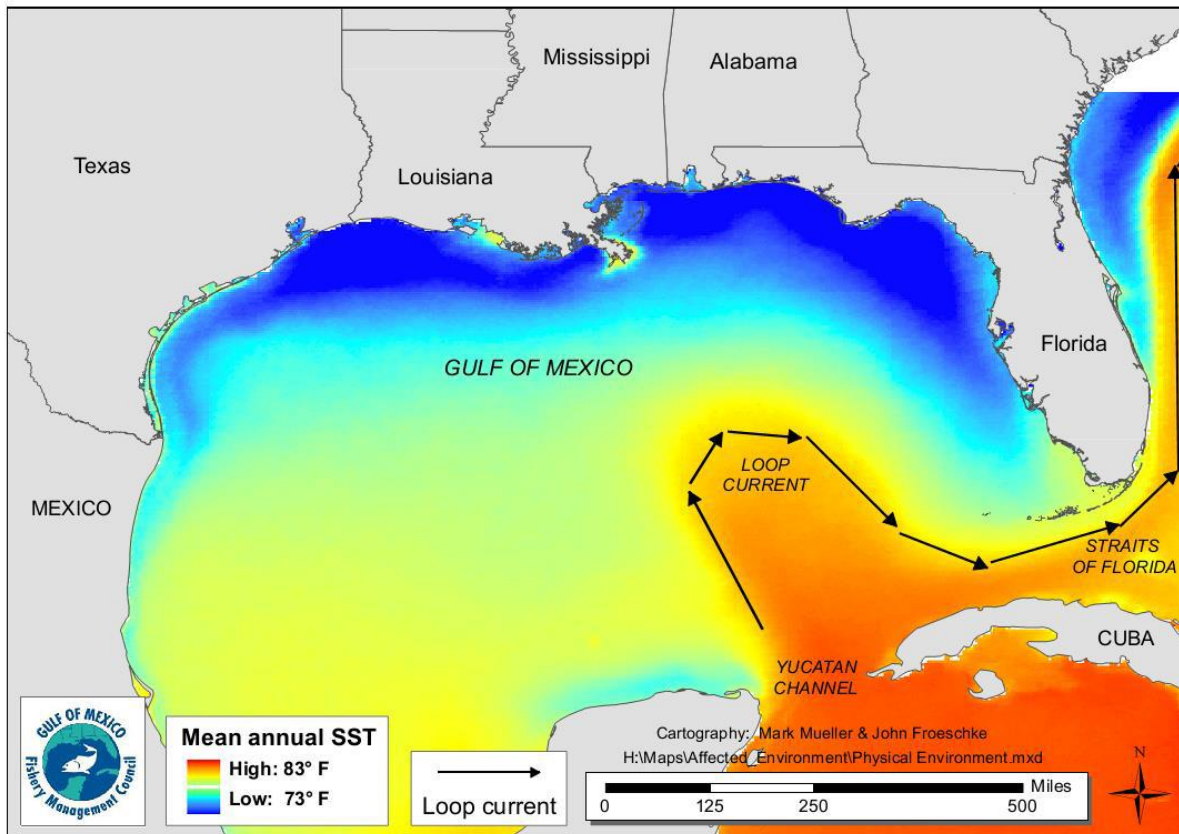 Mississippi
Alabama
Texas
Louisiana
GULF OF MEXICO
Florida
LOOP
CURRENT
MEXICO
STRAITS
OF FLORIDA
CUBA
YUCATAN
CHANNEL
GULF OF MEXICO
Fishery Management Council
Mean annual SST
High: 83° F
Low: 73° F
Loop current
Cartography: Mark Mueller & John Froeschke
H:\Maps\Affected_Environment\Physical Environment.mxd
Miles
0 125 250 500
N